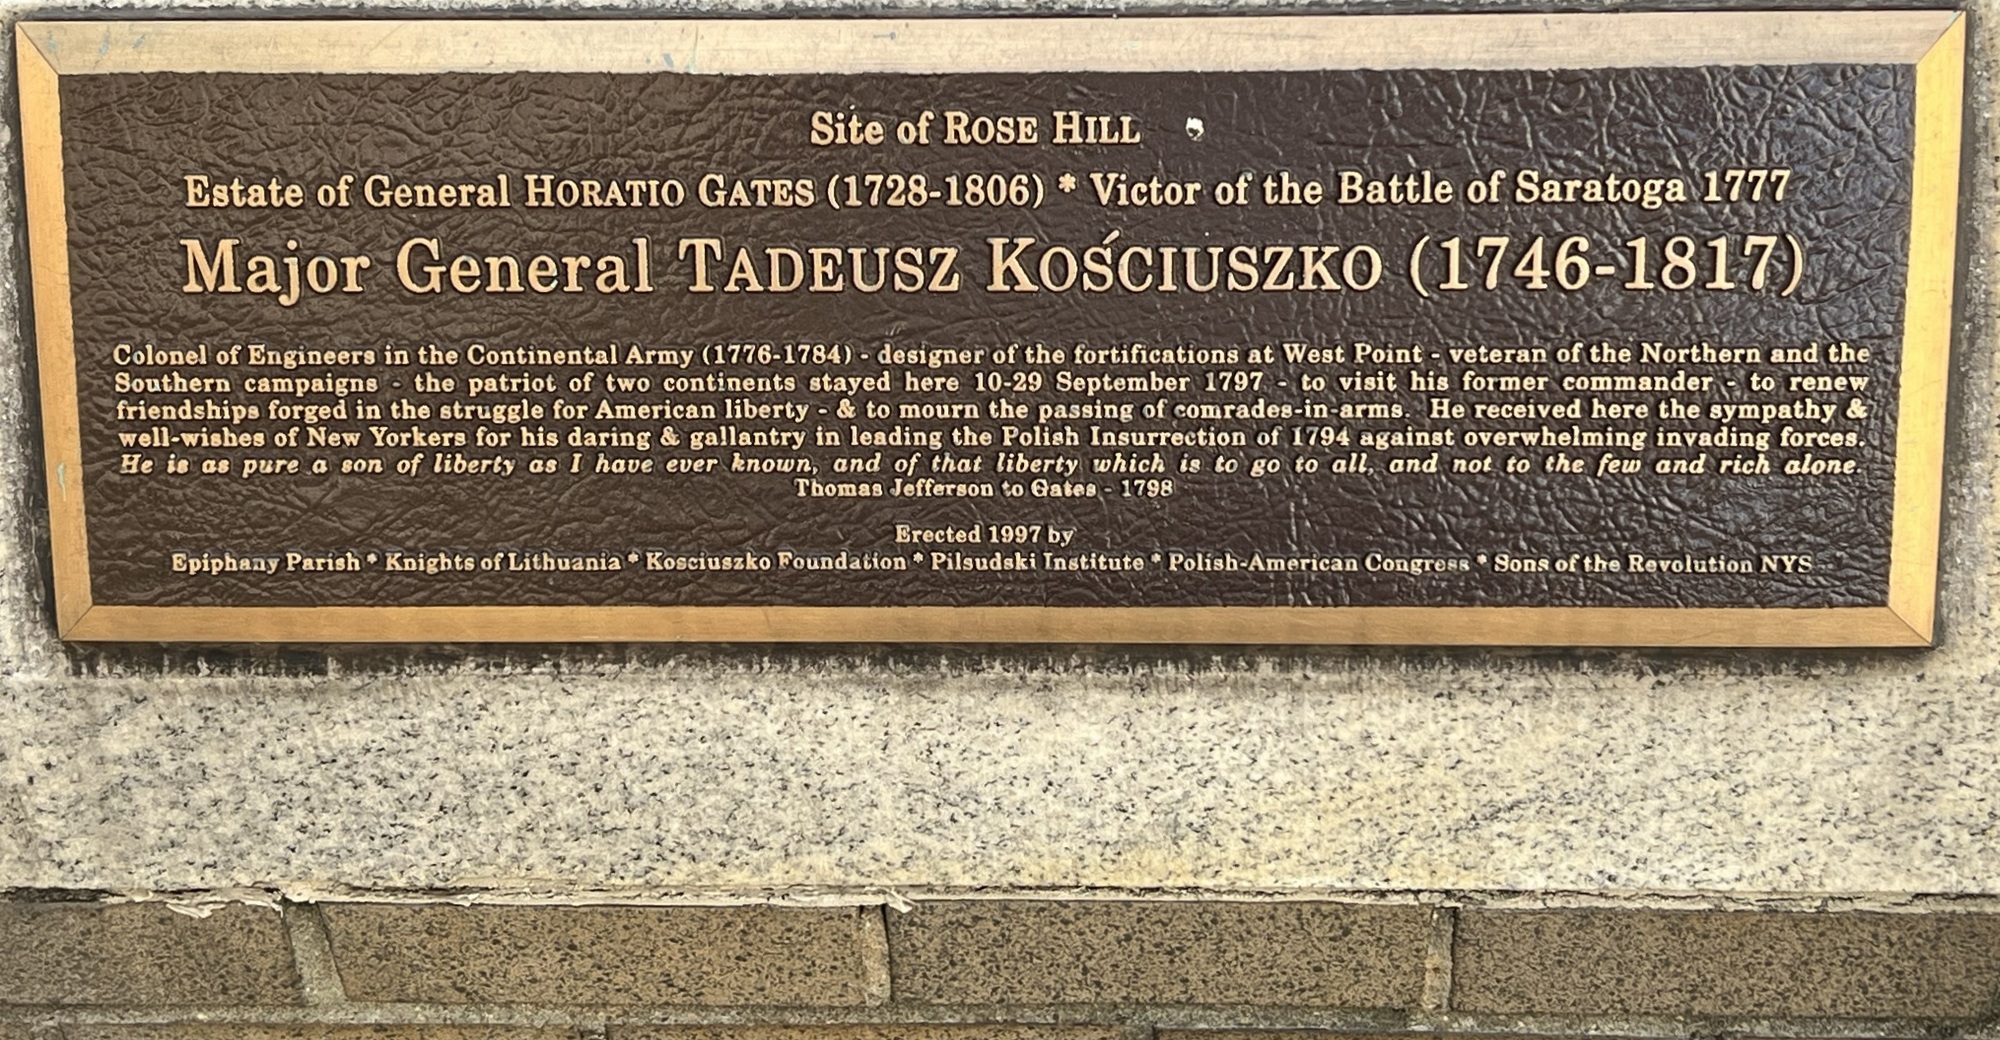 Site of ROSE HILL
Estate of General HORATIO GATES (1728-1806) * Victor of the Battle of Saratoga 1777
Major General TADEUSZ KOŚCIUSZKO (1746-1817)
Colonel of Engineers in the Continental Army (1776-1784) - designer of the fortifications at West Point - veteran of the Northern and the
Southern campaigns - the patriot of two continents stayed here 10-29 September 1797 - to visit his former commander - to renew
friendships forged in the struggle for American liberty - & to mourn the passing of comrades-in-arms. He received here the sympathy &
well-wishes of New Yorkers for his daring & gallantry in leading the Polish Insurrection of 1794 against overwhelming invading forces.
He is as pure a son of liberty as I have ever known, and of that liberty which is to go to all, and not to the few and rich alone.
Thomas Jefferson to Gates - 1798
Erected 1997 by
Epiphany Parish * Knights of Lithuania * Kosciuszko Foundation * Pilsudski Institute * Polish-American Congress * Sons of the Revolution NYS